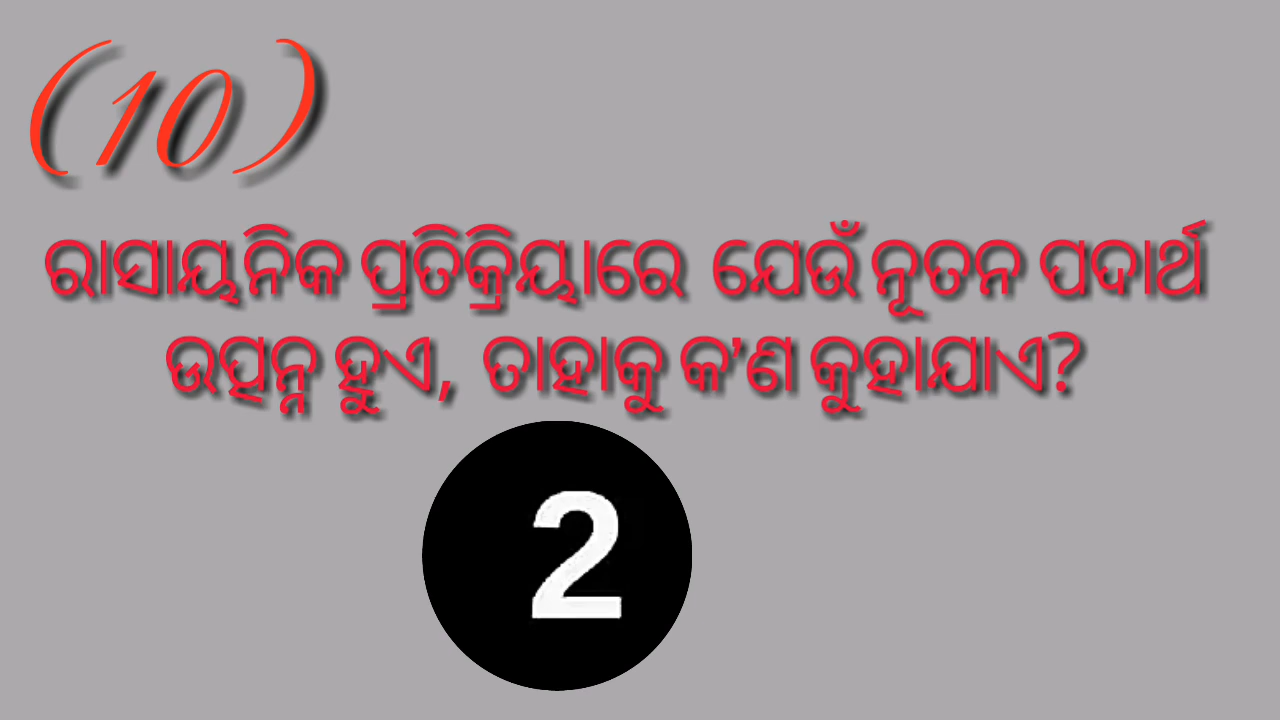 (10)
ରାସାୟନିକ ପ୍ରତିକ୍ରିୟାରେ ଯେଉଁ ନୂତନ ପଦାର୍ଥ
ଉତ୍ପନ୍ନ ହୁଏ, ତାହାକୁ କ’ଣ କୁହାଯାଏ?
2